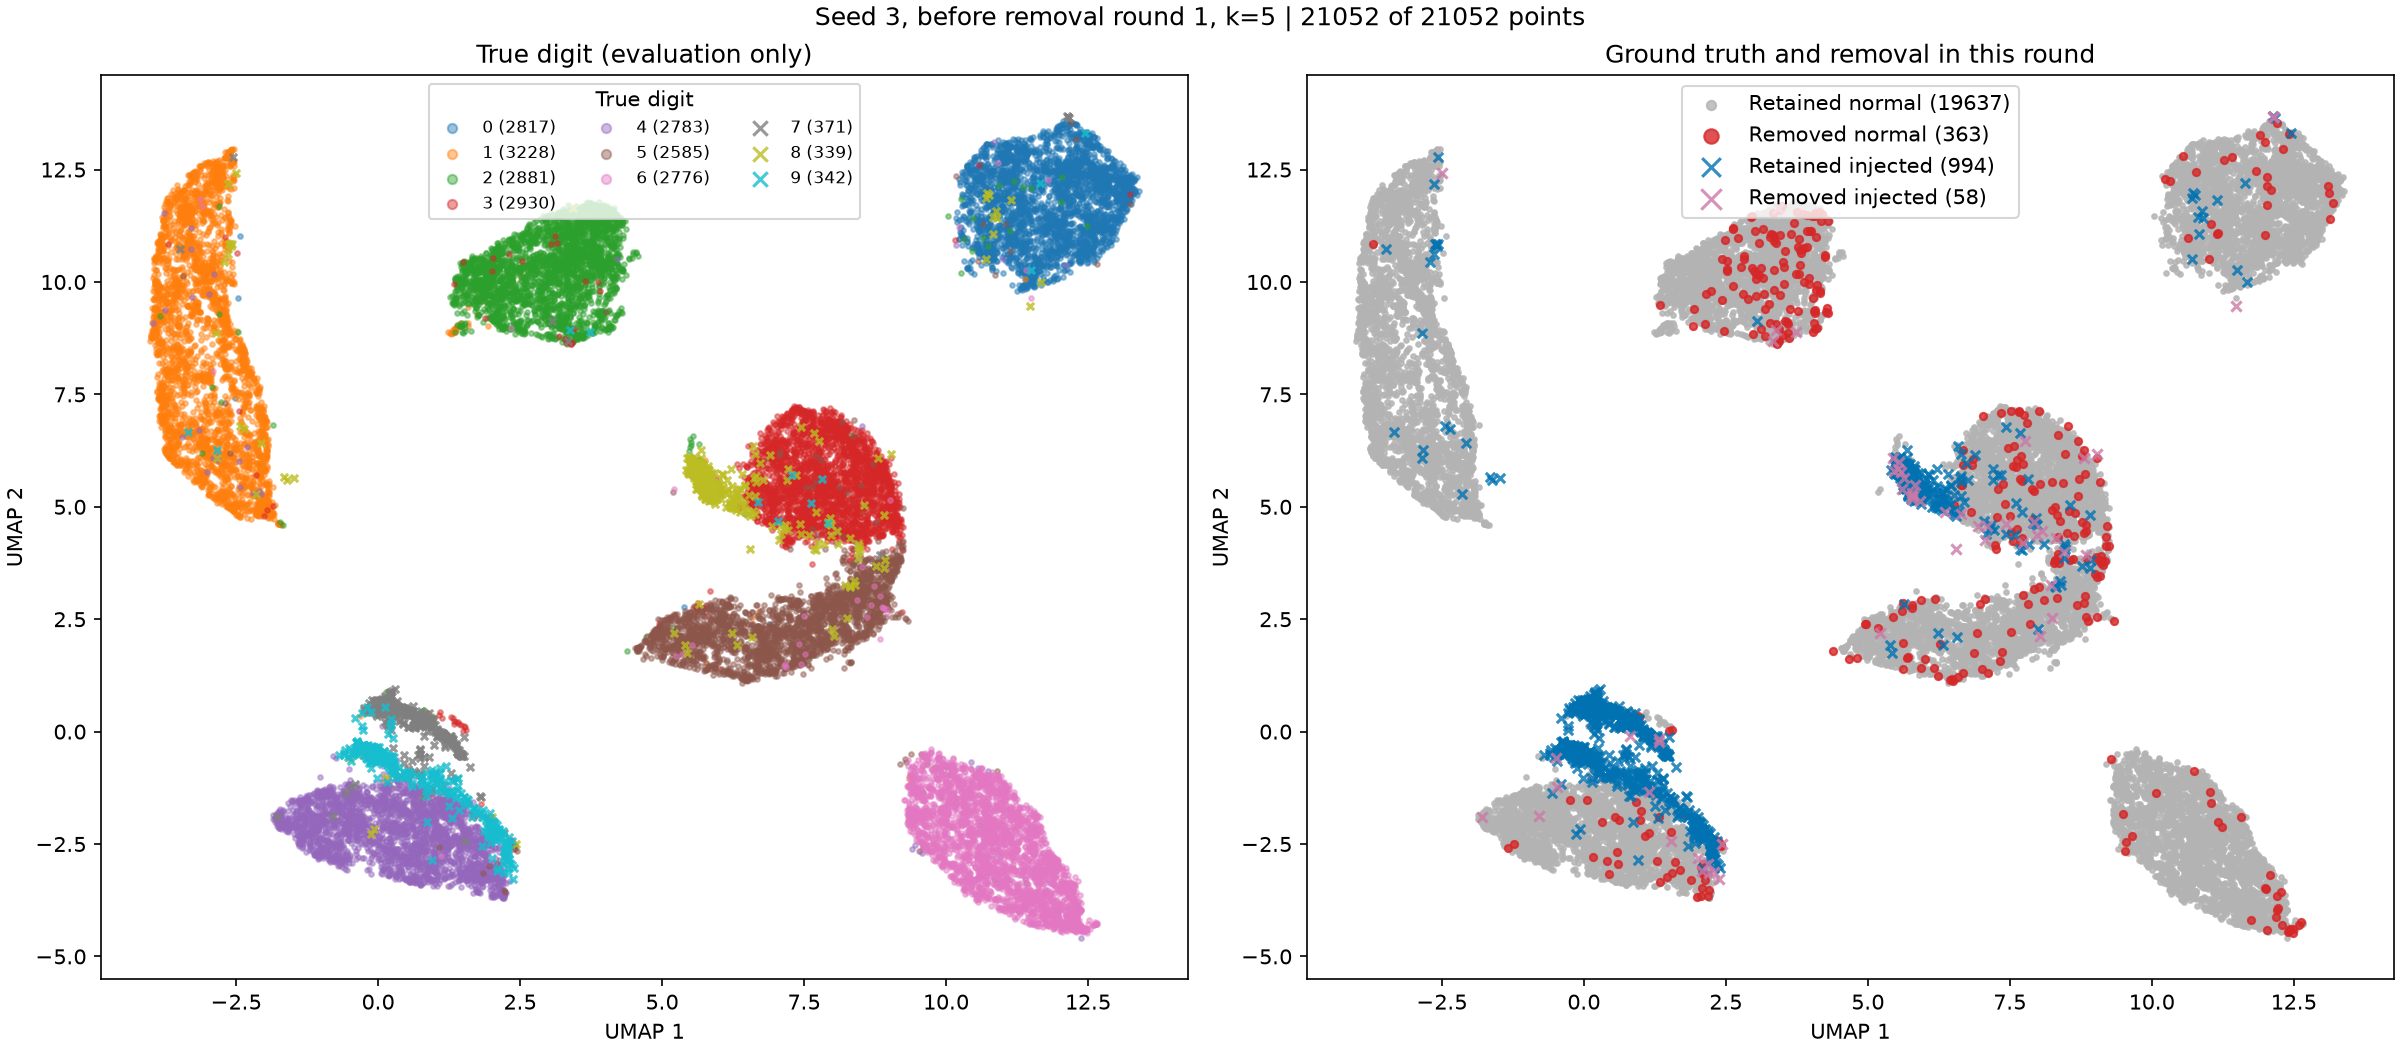 Seed 3, before removal round 1, k=5 | 21052 of 21052 points
True digit (evaluation only)
True digit
0 (2817)
1 (3228)
2 (2881)
3 (2930)
4 (2783)
5 (2585)
6 (2776)
7 (371)
8 (339)
9 (342)
12.5
10.0
7.5
5.0
2.5
0.0
−2.5
−5.0
UMAP 2
−2.5 0.0 2.5 5.0 7.5 10.0 12.5
UMAP 1
Ground truth and removal in this round
Retained normal (19637)
Removed normal (363)
Retained injected (994)
Removed injected (58)
12.5
10.0
7.5
5.0
2.5
0.0
−2.5
−5.0
UMAP 2
−2.5 0.0 2.5 5.0 7.5 10.0 12.5
UMAP 1